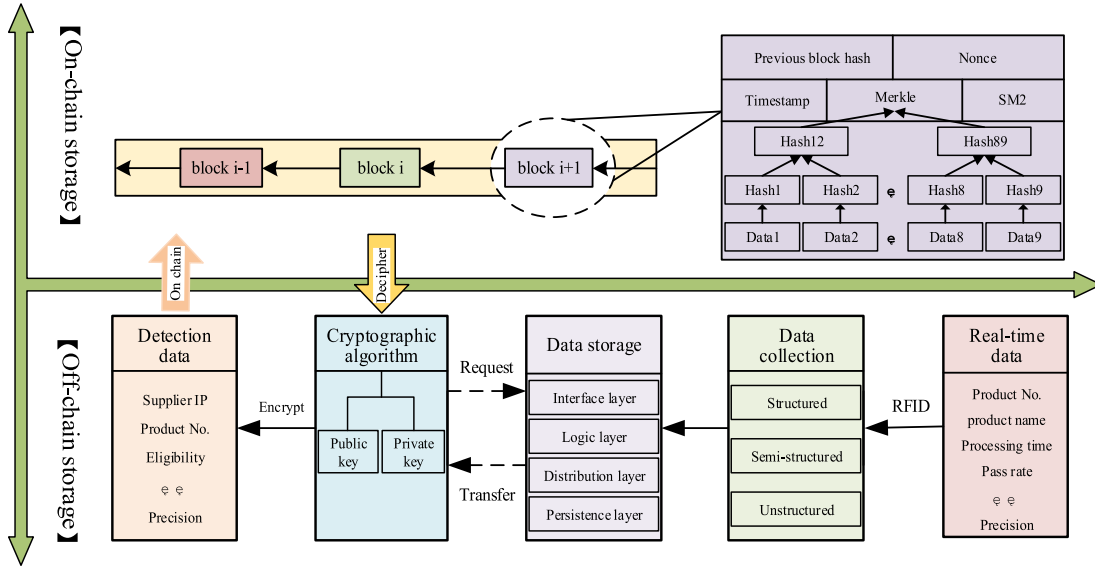 【On-chain storage】
Previous block hash
Nonce
Timestamp
Merkle
SM2
Hash12
Hash89
Hash1
Hash2
ę
Hash8
Hash9
Data1
Data2
ę
Data8
Data9
block i-1
block i
block i+1
On chain
Decipher
【Off-chain storage】
Detection
data
Supplier IP
Product No.
Eligibility
ę ę
Precision
Encrypt
Cryptographic
algorithm
Public
key
Private
key
Request
Transfer
Data storage
Interface layer
Logic layer
Distribution layer
Persistence layer
Data
collection
Structured
Semi-structured
Unstructured
RFID
Real-time
data
Product No.
product name
Processing time
Pass rate
ę ę
Precision